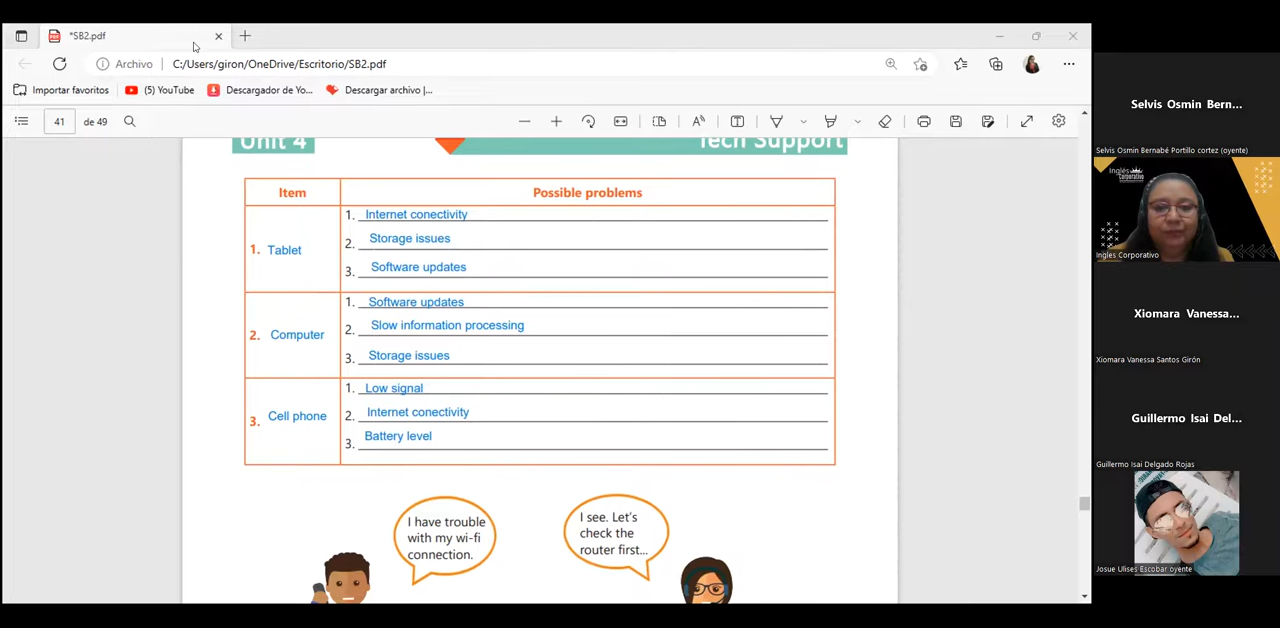 *SB2.pdf
Archivo C:/Users/giron/OneDrive/Escritorio/SB2.pdf
Importar favoritos (5) YouTube Descargador de Yo... Descargar archivo |...
41 de 49
Unit 4 Tech Support
Item Possible problems
1. Tablet
1. Internet conectivity
2. Storage issues
3. Software updates
2. Computer
1. Software updates
2. Slow information processing
3. Storage issues
3. Cell phone
1. Low signal
2. Internet conectivity
3. Battery level
I have trouble
with my wi-fi
connection.
I see. Let's
check the
router first...
Selvis Osmin Bern...
Selvis Osmin Bernabé Portillo cortez (oyente)
Inglés
Corporativo
Ingles Corporativo
Xiomara Vanessa...
Xiomara Vanessa Santos Girón
Guillermo Isai Del...
Guillermo Isai Delgado Rojas
Josue Ulises Escobar oyente